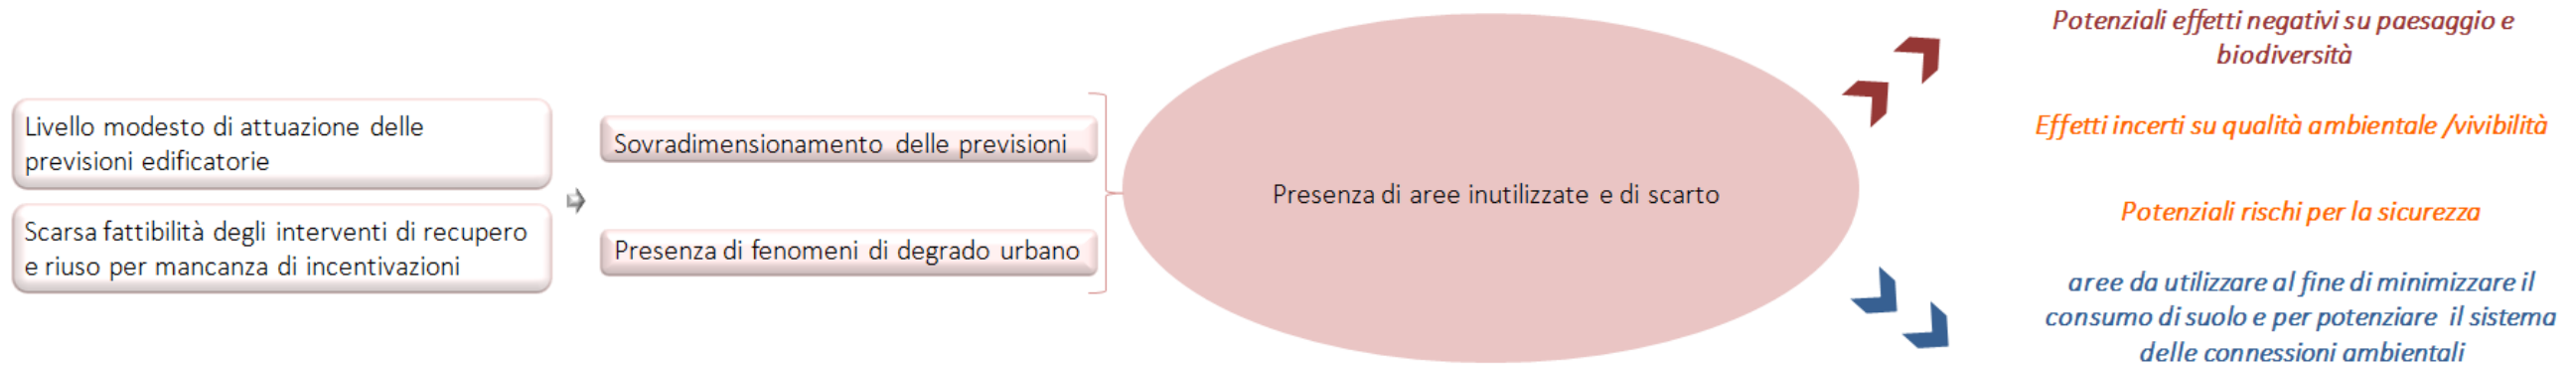 Livello modesto di attuazione delle
previsioni edificatorie
Scarsa fattibilità degli interventi di recupero
e riuso per mancanza di incentivazioni
Sovradimensionamento delle previsioni
Presenza di fenomeni di degrado urbano
Presenza di aree inutilizzate e di scarto
Potenziali effetti negativi su paesaggio e
biodiversità
Effetti incerti su qualità ambientale /vivibilità
Potenziali rischi per la sicurezza
aree da utilizzare al fine di minimizzare il
consumo di suolo e per potenziare il sistema
delle connessioni ambientali